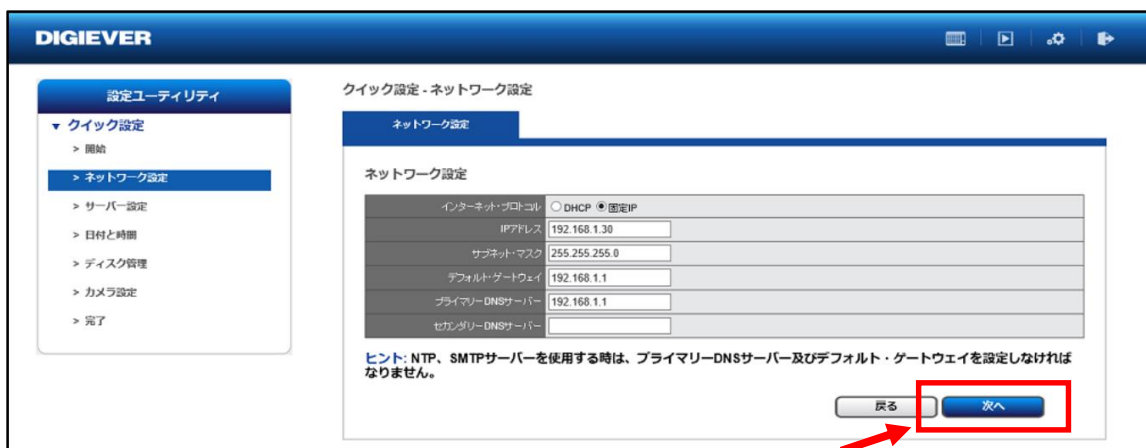 DIGIEVER
設定ユーティリティ
▼ クイック設定
> 開始
> ネットワーク設定
> サーバー設定
> 日付と時間
> ディスク管理
> カメラ設定
> 完了
クイック設定 - ネットワーク設定
ネットワーク設定
ネットワーク設定
インターネット・プロトコル DHCP 固定IP
IPアドレス 192.168.1.30
サブネット・マスク 255.255.255.0
デフォルト・ゲートウェイ 192.168.1.1
プライマリーDNSサーバー 192.168.1.1
セカンダリーDNSサーバー
ヒント: NTP、SMTPサーバーを使用する時は、プライマリーDNSサーバー及びデフォルト・ゲートウェイを設定しなければ
なりません。
戻る 次へ